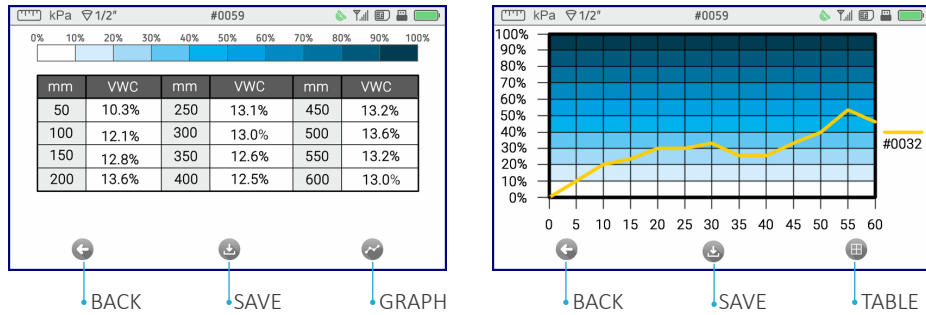 kPa 1/2" #0059
0% 10% 20% 30% 40% 50% 60% 70% 80% 90% 100%
mm VWC mm VWC mm VWC
50 10.3% 250 13.1% 450 13.2%
100 12.1% 300 13.0% 500 13.6%
150 12.8% 350 12.6% 550 13.2%
200 13.6% 400 12.5% 600 13.0%
BACK SAVE GRAPH
kPa 1/2" #0059
100%
90%
80%
70%
60%
50%
40%
30%
20%
10%
0%
#0032
0 5 10 15 20 25 30 35 40 45 50 55 60
BACK SAVE TABLE